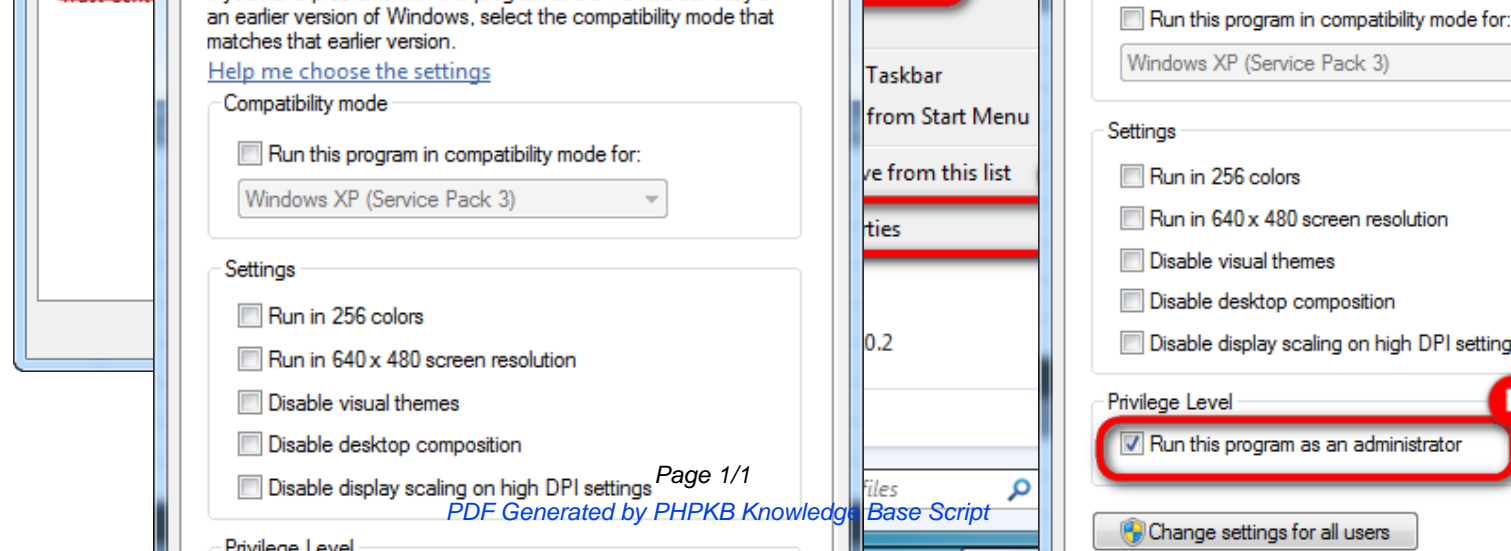 an earlier version of Windows, select the compatibility mode that
matches that earlier version.
Help me choose the settings
Compatibility mode
Run this program in compatibility mode for:
Windows XP (Service Pack 3)
Settings
Run in 256 colors
Run in 640 x 480 screen resolution
Disable visual themes
Disable desktop composition
Disable display scaling on high DPI settings
Privilege Level
Page 1/1
PDF Generated by PHPKB Knowledge Base Script
Taskbar
from Start Menu
ve from this list
rties
0.2
files
Run this program in compatibility mode for:
Windows XP (Service Pack 3)
Settings
Run in 256 colors
Run in 640 x 480 screen resolution
Disable visual themes
Disable desktop composition
Disable display scaling on high DPI setting
Privilege Level
Run this program as an administrator
Change settings for all users